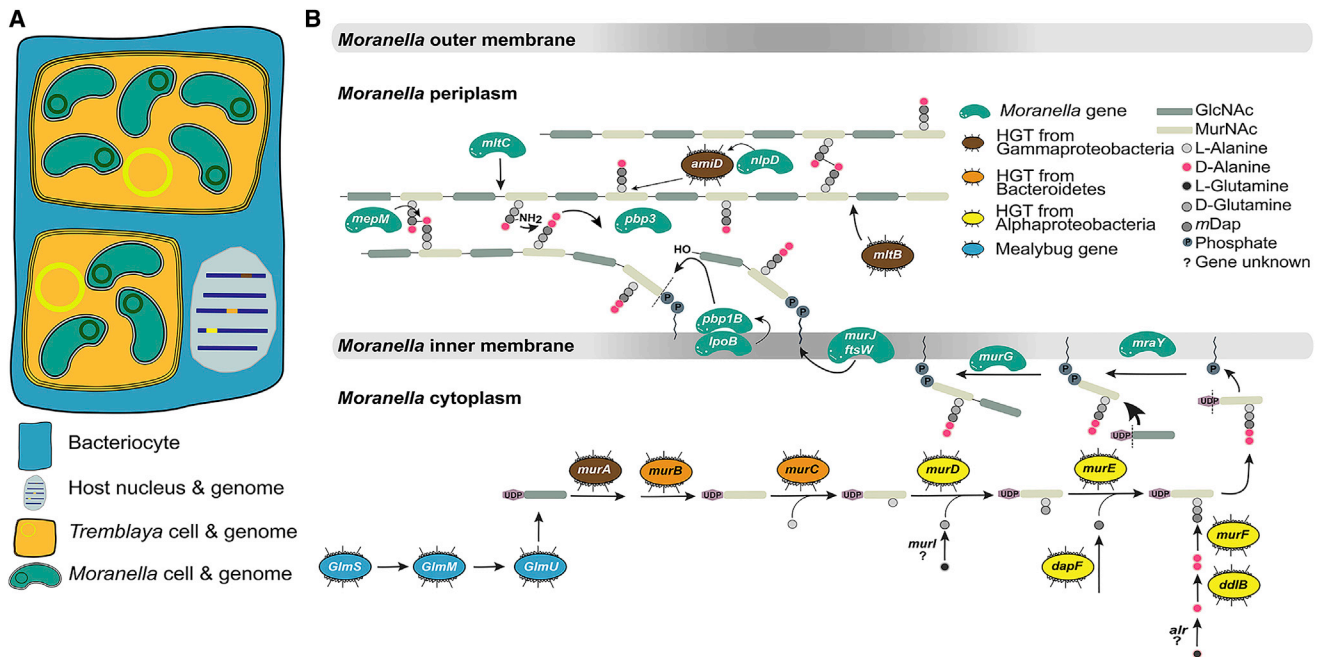 A
Bacteriocyte
Host nucleus & genome
Tremblaya cell & genome
Moranella cell & genome
B
Moranella outer membrane
Moranella periplasm
Moranella gene
HGT from
Gammaproteobacteria
HGT from
Bacteroidetes
HGT from
Alphaproteobacteria
Mealybug gene
GlcNAc
MurNAc
L-Alanine
D-Alanine
L-Glutamine
D-Glutamine
mDap
P Phosphate
? Gene unknown
mltC
amiD
nlpD
mepM
NH2
pbp3
mltB
HO
P
P
P
P
pbp1B
lpoB
murJ
ftsW
Moranella inner membrane
murG
mraY
P
P
P
P
P
UDP
UDP
Moranella cytoplasm
murA
murB
murC
murD
murE
UDP
UDP
UDP
UDP
UDP
murI
?
murF
GlmS
GlmM
GlmU
dapF
ddlB
alr
?